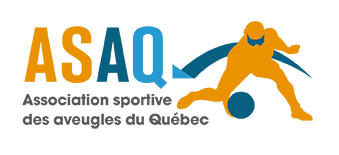 ASAQ
Association sportive
des aveugles du Québec